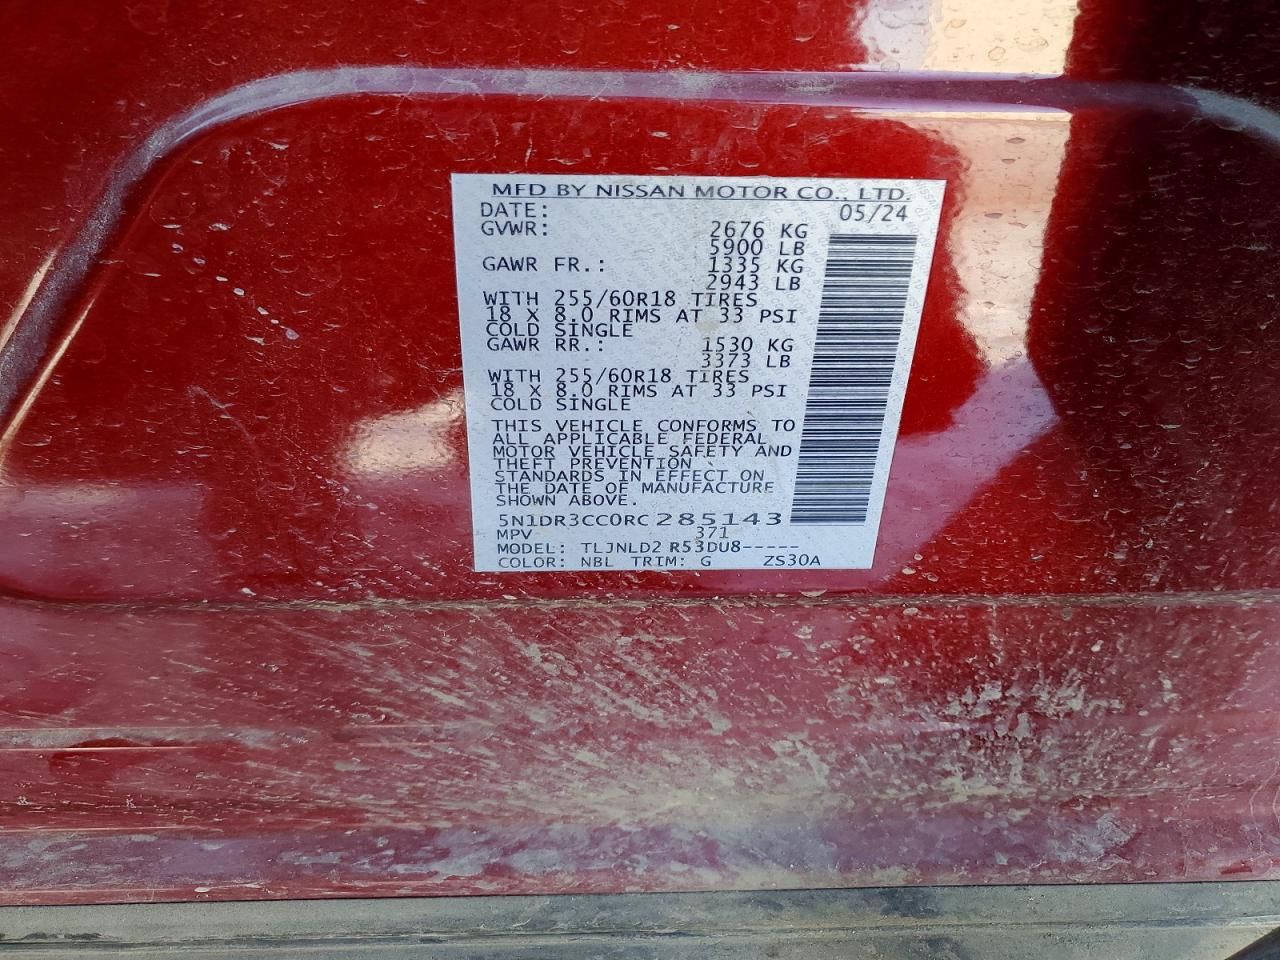 MFD BY NISSAN MOTOR CO., LTD.
DATE: 05/24
GVWR: 2676 KG
5900 LB
GAWR FR.: 1335 KG
2943 LB
WITH 255/60R18 TIRES
18 X 8.0 RIMS AT 33 PSI
COLD SINGLE
GAWR RR.: 1530 KG
3373 LB
WITH 255/60R18 TIRES
18 X 8.0 RIMS AT 33 PSI
COLD SINGLE
THIS VEHICLE CONFORMS TO
ALL APPLICABLE FEDERAL
MOTOR VEHICLE SAFETY AND
THEFT PREVENTION
STANDARDS IN EFFECT ON
THE DATE OF MANUFACTURE
SHOWN ABOVE.
5N1DR3CC0RC285143
MPV 371
MODEL: TLJNLD2 R53DU8-----
COLOR: NBL TRIM: G ZS30A